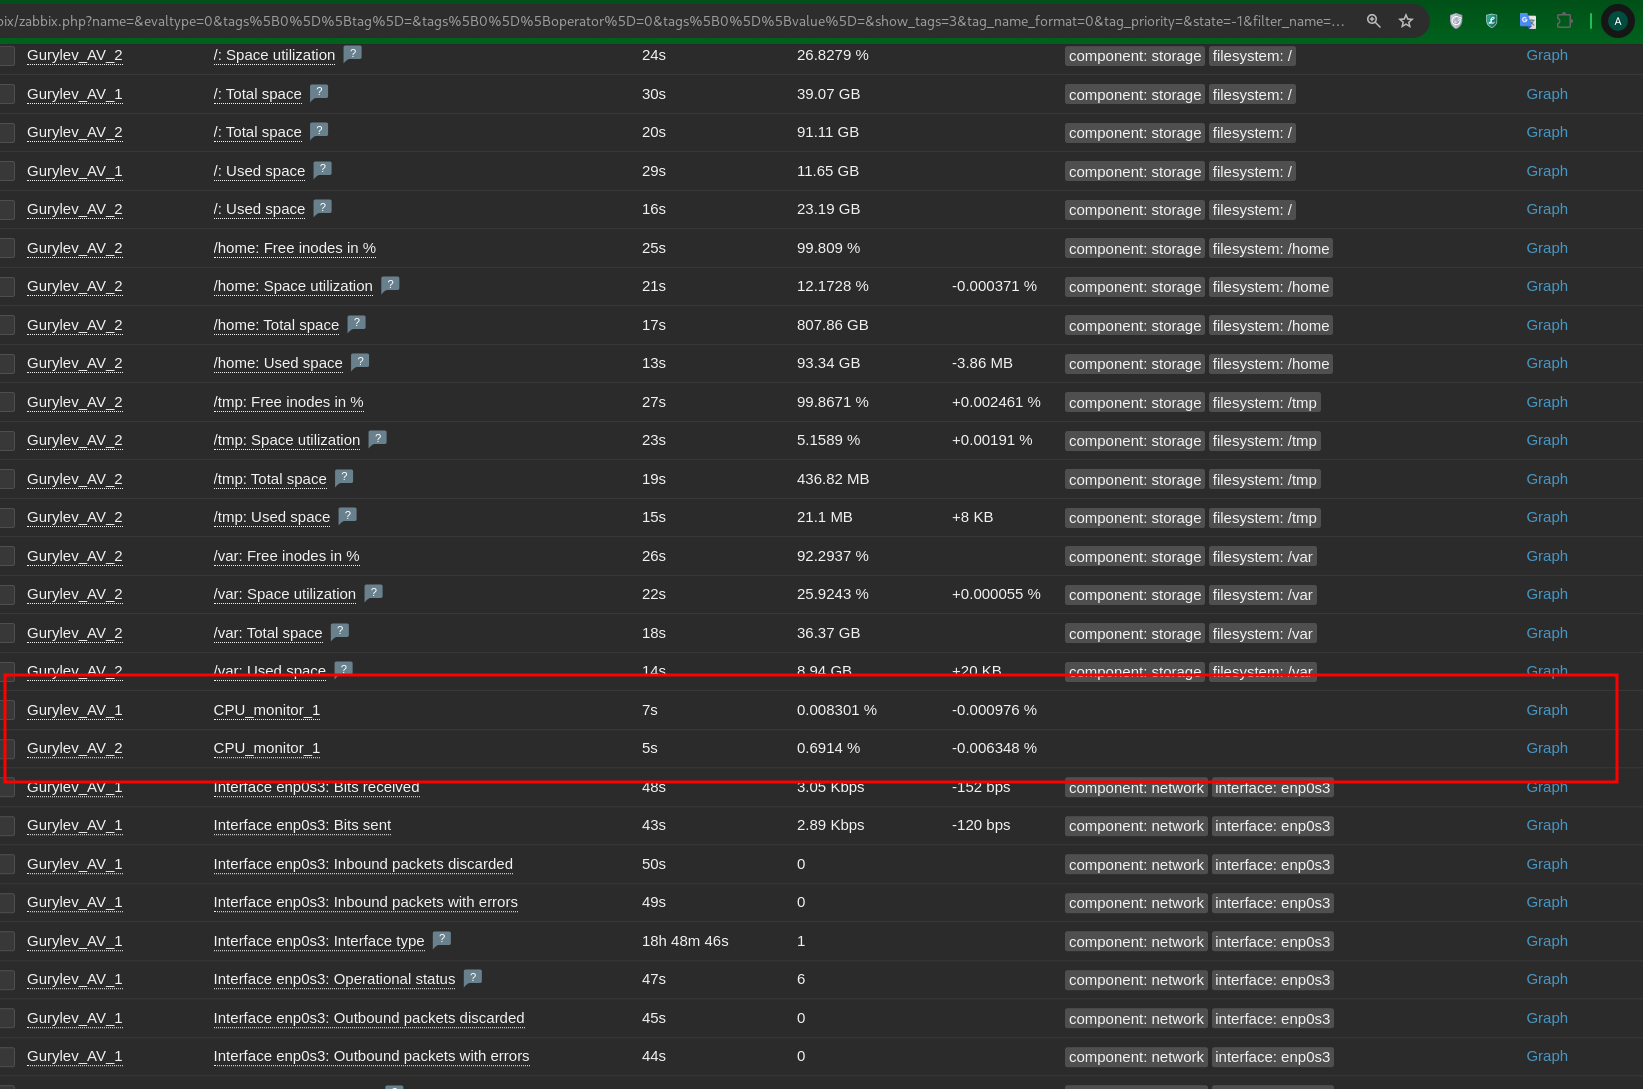 bix/zabbix.php?name=&evaltype=0&tags%5B0%5D%5Btag%5D=&tags%5B0%5D%5Boperator%5D=0&tags%5B0%5D%5Bvalue%5D=&show_tags=3&tag_name_format=0&tag_priority=&state=-1&filter_name=... A
Gurylev_AV_2 /: Space utilization ? 24s 26.8279 % component: storage filesystem: / Graph
Gurylev_AV_1 /: Total space ? 30s 39.07 GB component: storage filesystem: / Graph
Gurylev_AV_2 /: Total space ? 20s 91.11 GB component: storage filesystem: / Graph
Gurylev_AV_1 /: Used space ? 29s 11.65 GB component: storage filesystem: / Graph
Gurylev_AV_2 /: Used space ? 16s 23.19 GB component: storage filesystem: / Graph
Gurylev_AV_2 /home: Free inodes in % 25s 99.809 % component: storage filesystem: /home Graph
Gurylev_AV_2 /home: Space utilization ? 21s 12.1728 % -0.000371 % component: storage filesystem: /home Graph
Gurylev_AV_2 /home: Total space ? 17s 807.86 GB component: storage filesystem: /home Graph
Gurylev_AV_2 /home: Used space ? 13s 93.34 GB -3.86 MB component: storage filesystem: /home Graph
Gurylev_AV_2 /tmp: Free inodes in % 27s 99.8671 % +0.002461 % component: storage filesystem: /tmp Graph
Gurylev_AV_2 /tmp: Space utilization ? 23s 5.1589 % +0.00191 % component: storage filesystem: /tmp Graph
Gurylev_AV_2 /tmp: Total space ? 19s 436.82 MB component: storage filesystem: /tmp Graph
Gurylev_AV_2 /tmp: Used space ? 15s 21.1 MB +8 KB component: storage filesystem: /tmp Graph
Gurylev_AV_2 /var: Free inodes in % 26s 92.2937 % component: storage filesystem: /var Graph
Gurylev_AV_2 /var: Space utilization ? 22s 25.9243 % +0.000055 % component: storage filesystem: /var Graph
Gurylev_AV_2 /var: Total space ? 18s 36.37 GB component: storage filesystem: /var Graph
Gurylev_AV_2 /var: Used space ? 14s 8.94 GB +20 KB component: storage filesystem: /var Graph
Gurylev_AV_1 CPU_monitor_1 7s 0.008301 % -0.000976 % Graph
Gurylev_AV_2 CPU_monitor_1 5s 0.6914 % -0.006348 % Graph
Gurylev_AV_1 Interface enp0s3: Bits received 48s 3.05 Kbps -152 bps component: network interface: enp0s3 Graph
Gurylev_AV_1 Interface enp0s3: Bits sent 43s 2.89 Kbps -120 bps component: network interface: enp0s3 Graph
Gurylev_AV_1 Interface enp0s3: Inbound packets discarded 50s 0 component: network interface: enp0s3 Graph
Gurylev_AV_1 Interface enp0s3: Inbound packets with errors 49s 0 component: network interface: enp0s3 Graph
Gurylev_AV_1 Interface enp0s3: Interface type ? 18h 48m 46s 1 component: network interface: enp0s3 Graph
Gurylev_AV_1 Interface enp0s3: Operational status ? 47s 6 component: network interface: enp0s3 Graph
Gurylev_AV_1 Interface enp0s3: Outbound packets discarded 45s 0 component: network interface: enp0s3 Graph
Gurylev_AV_1 Interface enp0s3: Outbound packets with errors 44s 0 component: network interface: enp0s3 Graph